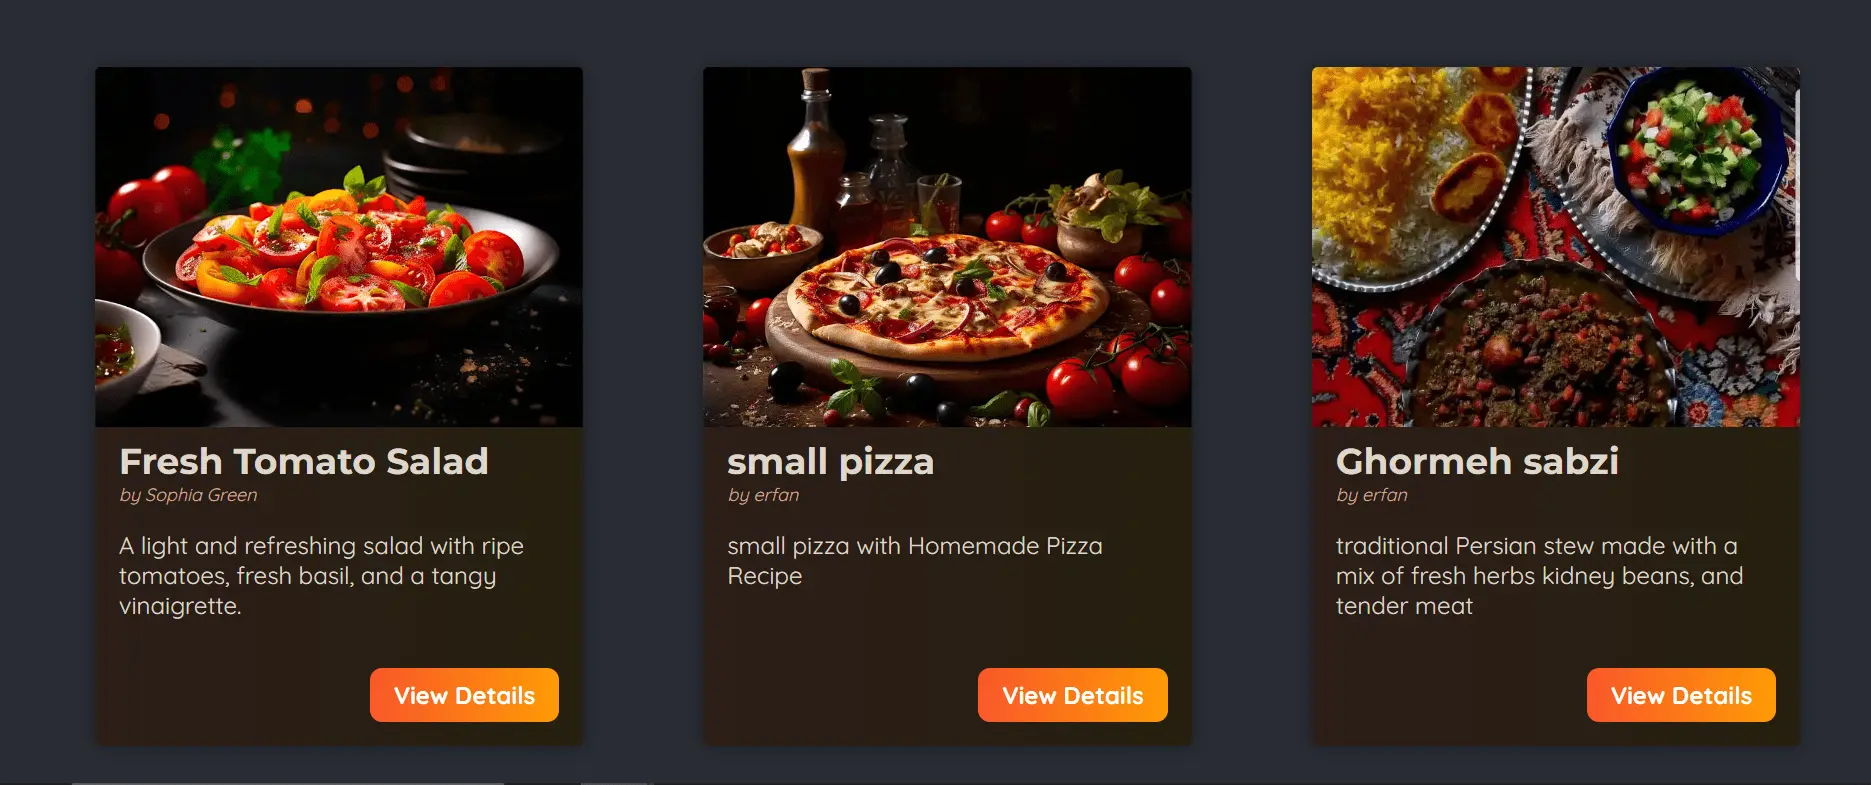 Fresh Tomato Salad
by Sophia Green
A light and refreshing salad with ripe
tomatoes, fresh basil, and a tangy
vinaigrette.
View Details
small pizza
by erfan
small pizza with Homemade Pizza
Recipe
View Details
Ghormeh sabzi
by erfan
traditional Persian stew made with a
mix of fresh herbs kidney beans, and
tender meat
View Details